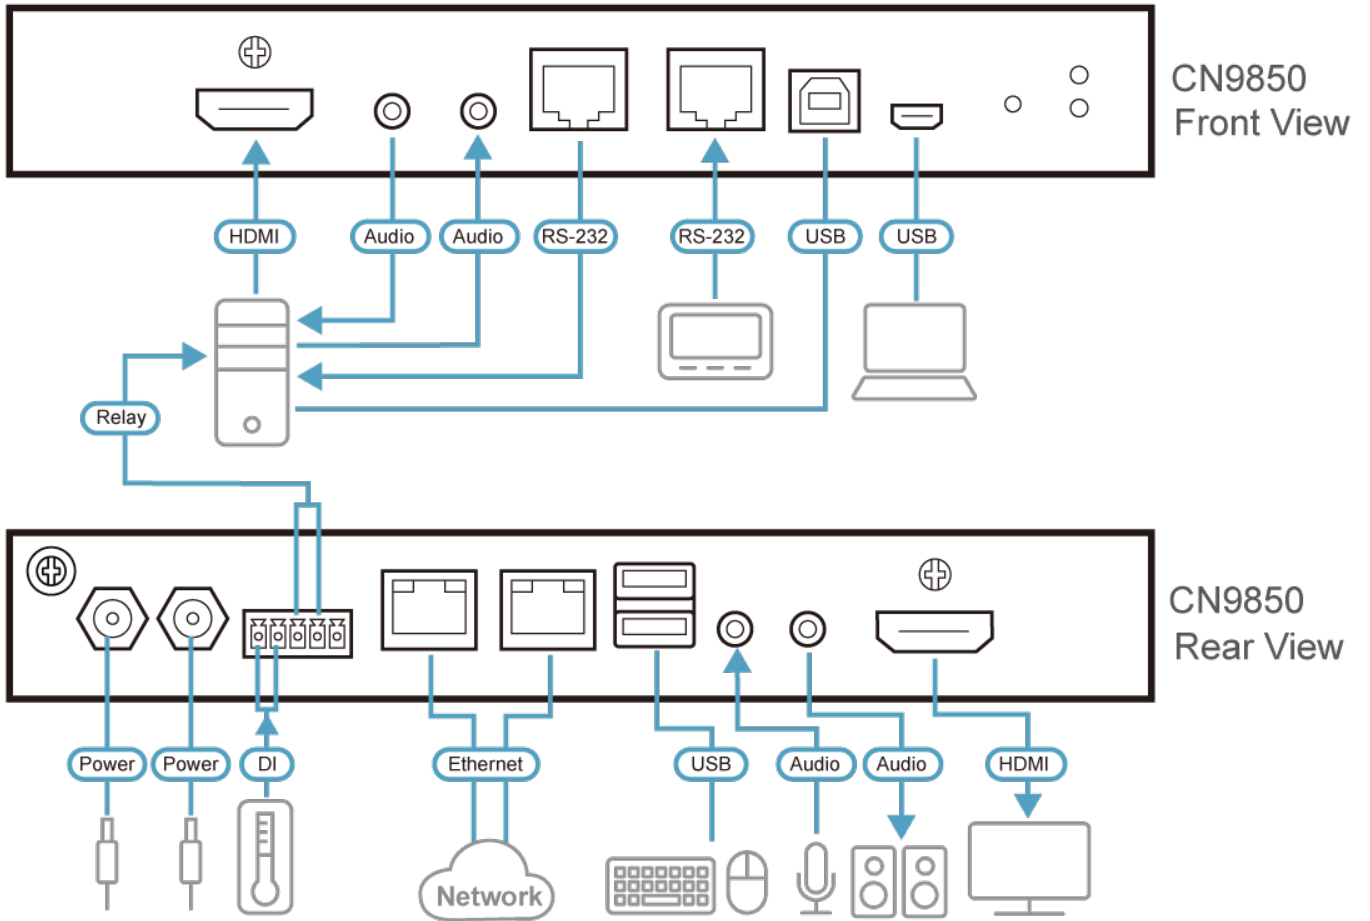 CN9850
Front View
HDMI
Audio
Audio
RS-232
RS-232
USB
USB
Relay
CN9850
Rear View
Power
Power
DI
Ethernet
USB
Audio
Audio
HDMI
Network